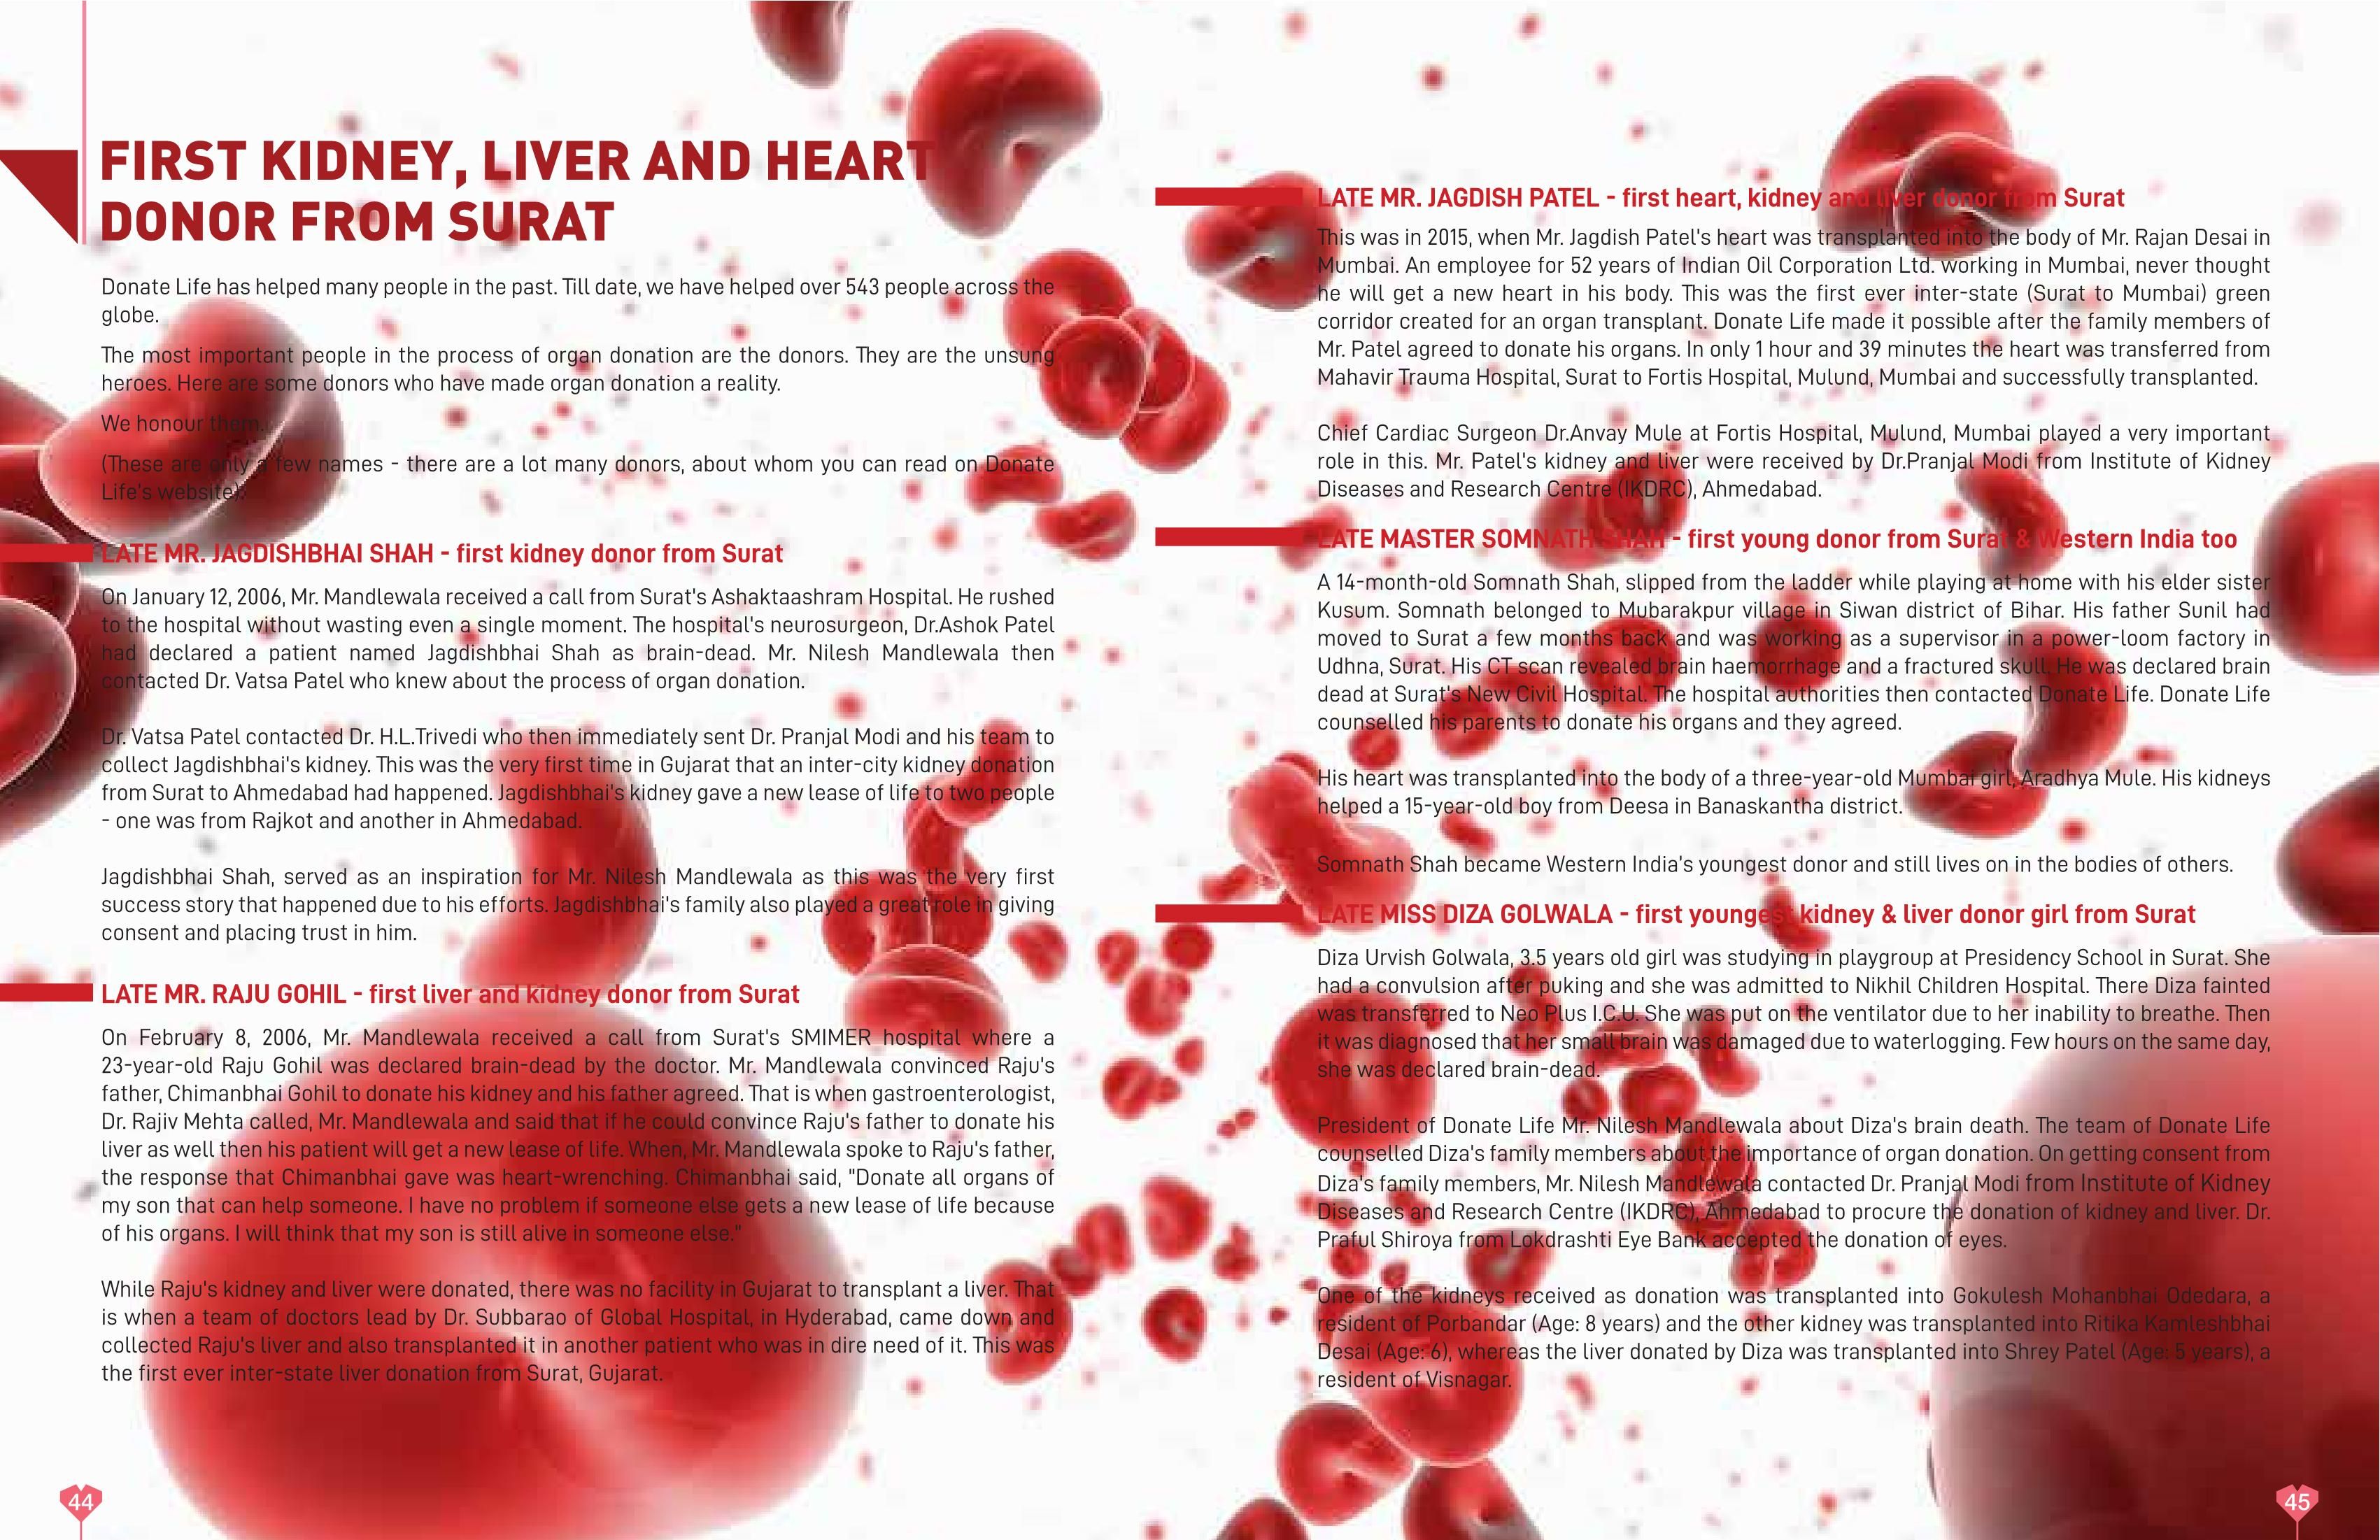 FIRST KIDNEY, LIVER AND HEART
DONOR FROM SURAT
Donate Life has helped many people in the past. Till date, we have helped over 543 people across the
globe.
The most important people in the process of organ donation are the donors. They are the unsung
heroes. Here are some donors who have made organ donation a reality.
We honour them.
(These are only a few names - there are a lot many donors, about whom you can read on Donate
Life's website).
LATE MR. JAGDISHBHAI SHAH - first kidney donor from Surat
On January 12, 2006, Mr. Mandlewala received a call from Surat's Ashaktaashram Hospital. He rushed
to the hospital without wasting even a single moment. The hospital's neurosurgeon, Dr.Ashok Patel
had declared a patient named Jagdishbhai Shah as brain-dead. Mr. Nilesh Mandlewala then
contacted Dr. Vatsa Patel who knew about the process of organ donation.
Dr. Vatsa Patel contacted Dr. H.L.Trivedi who then immediately sent Dr. Pranjal Modi and his team to
collect Jagdishbhai's kidney. This was the very first time in Gujarat that an inter-city kidney donation
from Surat to Ahmedabad had happened. Jagdishbhai's kidney gave a new lease of life to two people
- one was from Rajkot and another in Ahmedabad.
Jagdishbhai Shah, served as an inspiration for Mr. Nilesh Mandlewala as this was the very first
success story that happened due to his efforts. Jagdishbhai's family also played a great role in giving
consent and placing trust in him.
LATE MR. RAJU GOHIL - first liver and kidney donor from Surat
On February 8, 2006, Mr. Mandlewala received a call from Surat's SMIMER hospital where a
23-year-old Raju Gohil was declared brain-dead by the doctor. Mr. Mandlewala convinced Raju's
father, Chimanbhai Gohil to donate his kidney and his father agreed. That is when gastroenterologist,
Dr. Rajiv Mehta called, Mr. Mandlewala and said that if he could convince Raju's father to donate his
liver as well then his patient will get a new lease of life. When, Mr. Mandlewala spoke to Raju's father,
the response that Chimanbhai gave was heart-wrenching. Chimanbhai said, "Donate all organs of
my son that can help someone. I have no problem if someone else gets a new lease of life because
of his organs. I will think that my son is still alive in someone else."
While Raju's kidney and liver were donated, there was no facility in Gujarat to transplant a liver. That
is when a team of doctors lead by Dr. Subbarao of Global Hospital, in Hyderabad, came down and
collected Raju's liver and also transplanted it in another patient who was in dire need of it. This was
the first ever inter-state liver donation from Surat, Gujarat.
44
LATE MR. JAGDISH PATEL - first heart, kidney and liver donor from Surat
This was in 2015, when Mr. Jagdish Patel's heart was transplanted into the body of Mr. Rajan Desai in
Mumbai. An employee for 52 years of Indian Oil Corporation Ltd. working in Mumbai, never thought
he will get a new heart in his body. This was the first ever inter-state (Surat to Mumbai) green
corridor created for an organ transplant. Donate Life made it possible after the family members of
Mr. Patel agreed to donate his organs. In only 1 hour and 39 minutes the heart was transferred from
Mahavir Trauma Hospital, Surat to Fortis Hospital, Mulund, Mumbai and successfully transplanted.
Chief Cardiac Surgeon Dr.Anvay Mule at Fortis Hospital, Mulund, Mumbai played a very important
role in this. Mr. Patel's kidney and liver were received by Dr.Pranjal Modi from Institute of Kidney
Diseases and Research Centre (IKDRC), Ahmedabad.
LATE MASTER SOMNATH SHAH - first young donor from Surat & Western India too
A 14-month-old Somnath Shah, slipped from the ladder while playing at home with his elder sister
Kusum. Somnath belonged to Mubarakpur village in Siwan district of Bihar. His father Sunil had
moved to Surat a few months back and was working as a supervisor in a power-loom factory in
Udhna, Surat. His CT scan revealed brain haemorrhage and a fractured skull. He was declared brain
dead at Surat's New Civil Hospital. The hospital authorities then contacted Donate Life. Donate Life
counselled his parents to donate his organs and they agreed.
His heart was transplanted into the body of a three-year-old Mumbai girl, Aradhya Mule. His kidneys
helped a 15-year-old boy from Deesa in Banaskantha district.
Somnath Shah became Western India's youngest donor and still lives on in the bodies of others.
LATE MISS DIZA GOLWALA - first youngest kidney & liver donor girl from Surat
Diza Urvish Golwala, 3.5 years old girl was studying in playgroup at Presidency School in Surat. She
had a convulsion after puking and she was admitted to Nikhil Children Hospital. There Diza fainted
was transferred to Neo Plus I.C.U. She was put on the ventilator due to her inability to breathe. Then
it was diagnosed that her small brain was damaged due to waterlogging. Few hours on the same day,
she was declared brain-dead.
President of Donate Life Mr. Nilesh Mandlewala about Diza's brain death. The team of Donate Life
counselled Diza's family members about the importance of organ donation. On getting consent from
Diza's family members, Mr. Nilesh Mandlewala contacted Dr. Pranjal Modi from Institute of Kidney
Diseases and Research Centre (IKDRC), Ahmedabad to procure the donation of kidney and liver. Dr.
Praful Shiroya from Lokdrashti Eye Bank accepted the donation of eyes.
One of the kidneys received as donation was transplanted into Gokulesh Mohanbhai Odedara, a
resident of Porbandar (Age: 8 years) and the other kidney was transplanted into Ritika Kamleshbhai
Desai (Age: 6), whereas the liver donated by Diza was transplanted into Shrey Patel (Age: 5 years), a
resident of Visnagar.
45